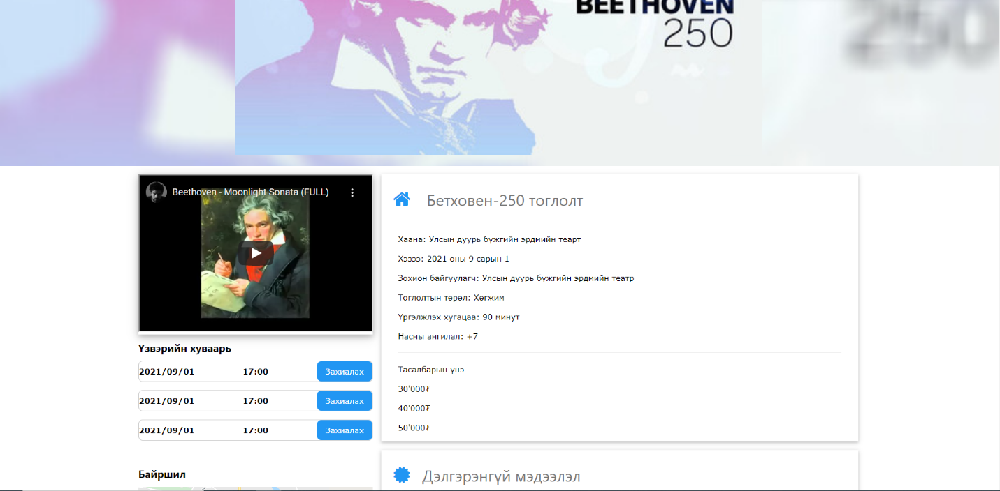 BEETHOVEN
250
Beethoven - Moonlight Sonata (FULL)
Үзвэрийн хуваарь
2021/09/01 17:00 Захиалах
2021/09/01 17:00 Захиалах
2021/09/01 17:00 Захиалах
Байршил
Бетховен-250 тоглолт
Хаана: Улсын дуурь бүжгийн эрдмийн теарт
Хэзээ: 2021 оны 9 сарын 1
Зохион байгуулагч: Улсын дуурь бүжгийн эрдмийн театр
Тоглолтын төрөл: Хөгжим
Үргэлжлэх хугацаа: 90 минут
Насны ангилал: +7
Тасалбарын үнэ
30'000₮
40'000₮
50'000₮
Дэлгэрэнгүй мэдээлэл